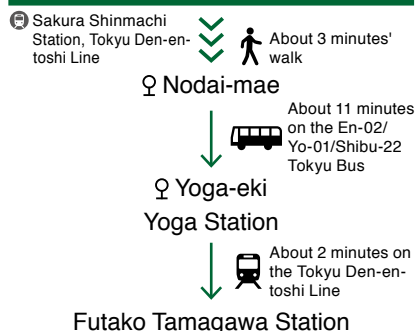 Sakura Shinmachi
Station, Tokyu Den-en-
toshi Line
About 3 minutes'
walk
Nodai-mae
About 11 minutes
on the En-02/
Yo-01/Shibu-22
Tokyu Bus
Yoga-eki
Yoga Station
About 2 minutes on
the Tokyu Den-en-
toshi Line
Futako Tamagawa Station